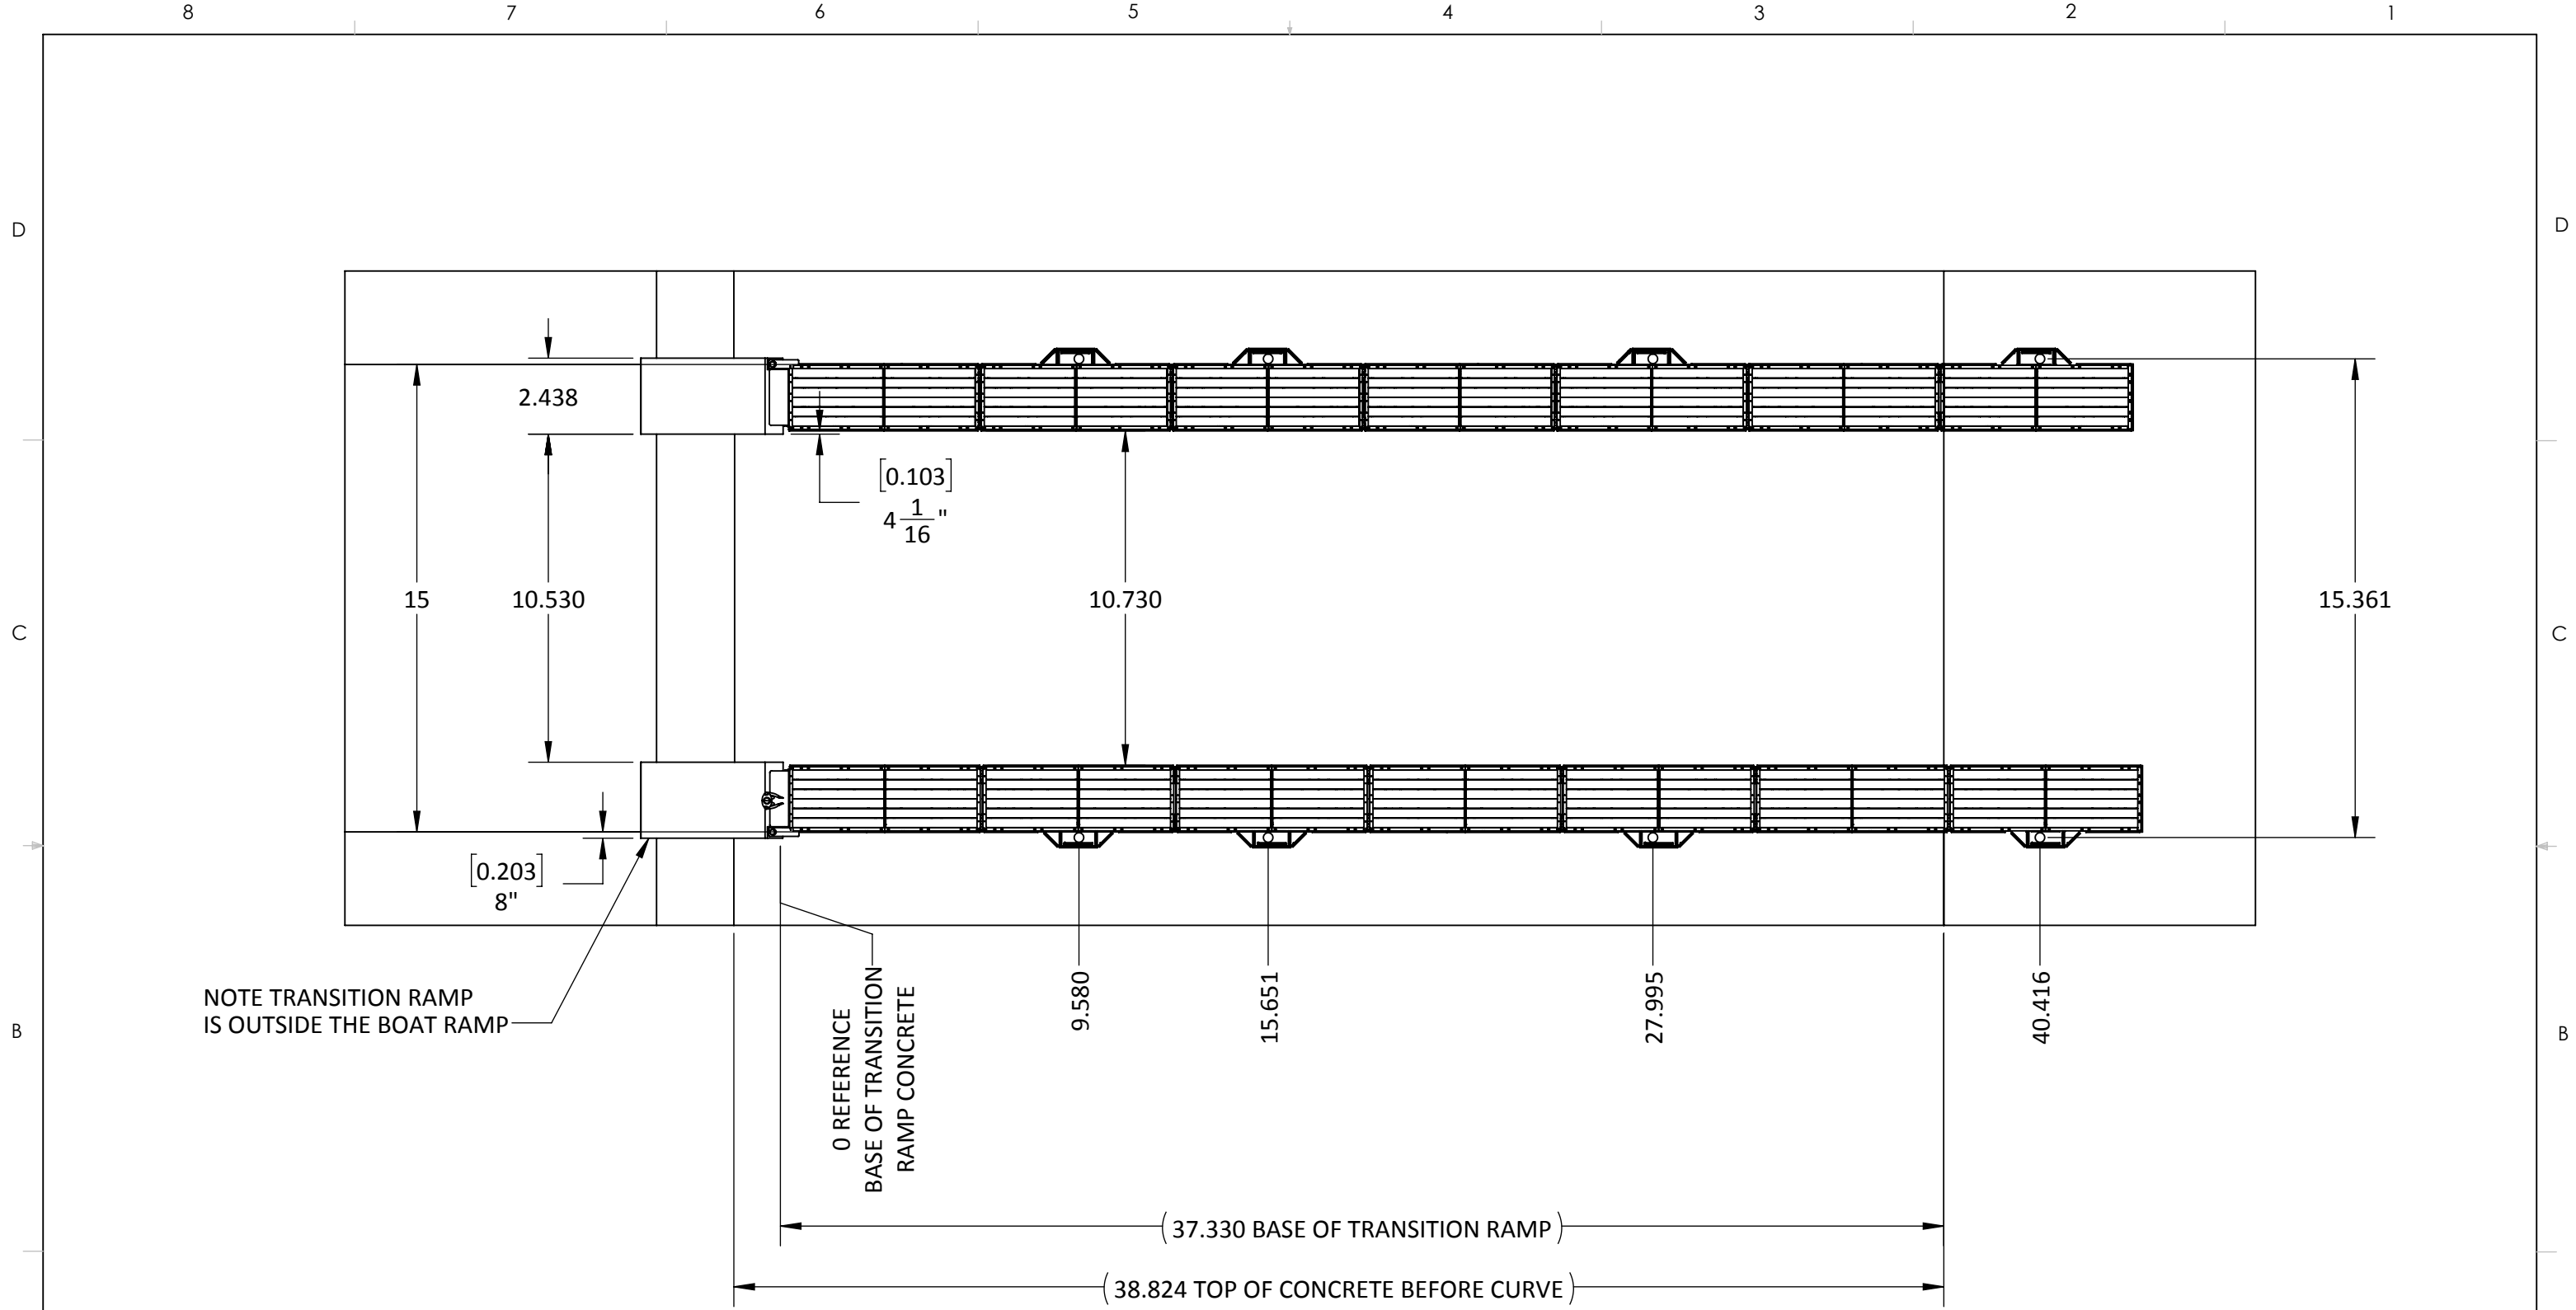 8 7 6 5 4 3 2 1
D D
2.438
[0.103]
4 1/16"
15 10.530 10.730 15.361
C C
[0.203]
8"
NOTE TRANSITION RAMP
IS OUTSIDE THE BOAT RAMP
0 REFERENCE
BASE OF TRANSITION
RAMP CONCRETE
9.580
15.651
27.995
40.416
B B
(37.330 BASE OF TRANSITION RAMP)
(38.824 TOP OF CONCRETE BEFORE CURVE)